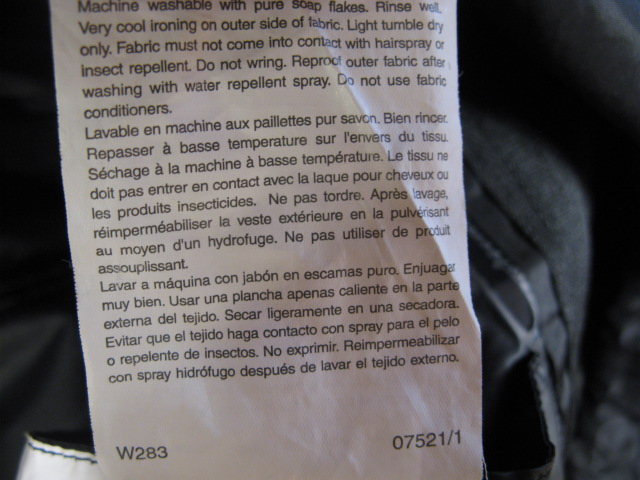 Machine washable with pure soap flakes. Rinse well.
Very cool ironing on outer side of fabric. Light tumble dry
only. Fabric must not come into contact with hairspray or
insect repellent. Do not wring. Reproof outer fabric after
washing with water repellent spray. Do not use fabric
conditioners.
Lavable en machine aux paillettes pur savon. Bien rincer.
Repasser à basse temperature sur l'envers du tissu.
Séchage à la machine à basse température. Le tissu ne
doit pas entrer en contact avec la laque pour cheveux ou
les produits insecticides. Ne pas tordre. Après lavage,
réimperméabiliser la veste extérieure en la pulvérisant
au moyen d'un hydrofuge. Ne pas utiliser de produit
assouplissant.
Lavar a máquina con jabón en escamas puro. Enjuagar
muy bien. Usar una plancha apenas caliente en la parte
externa del tejido. Secar ligeramente en una secadora.
Evitar que el tejido haga contacto con spray para el pelo
o repelente de insectos. No exprimir. Reimpermeabilizar
con spray hidrófugo después de lavar el tejido externo.
W283 07521/1